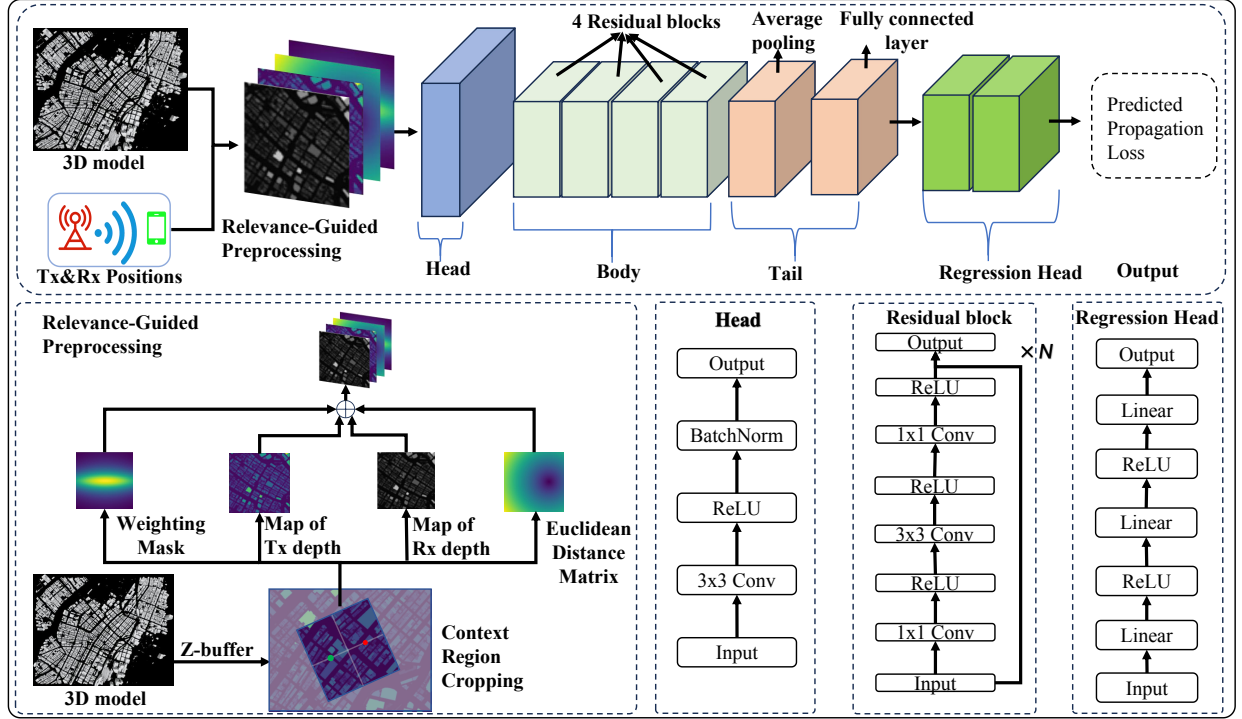 4 Residual blocks
Average
pooling
Fully connected
layer
3D model
Tx&Rx Positions
Relevance-Guided
Preprocessing
Head
Body
Tail
Regression Head
Output
Predicted
Propagation
Loss
Relevance-Guided
Preprocessing
Weighting
Mask
Map of
Tx depth
Map of
Rx depth
Euclidean
Distance
Matrix
3D model
Z-buffer
Context
Region
Cropping
Head
Output
BatchNorm
ReLU
3x3 Conv
Input
Residual block
Output
× N
ReLU
1x1 Conv
ReLU
3x3 Conv
ReLU
1x1 Conv
Input
Regression Head
Output
Linear
ReLU
Linear
ReLU
Linear
Input